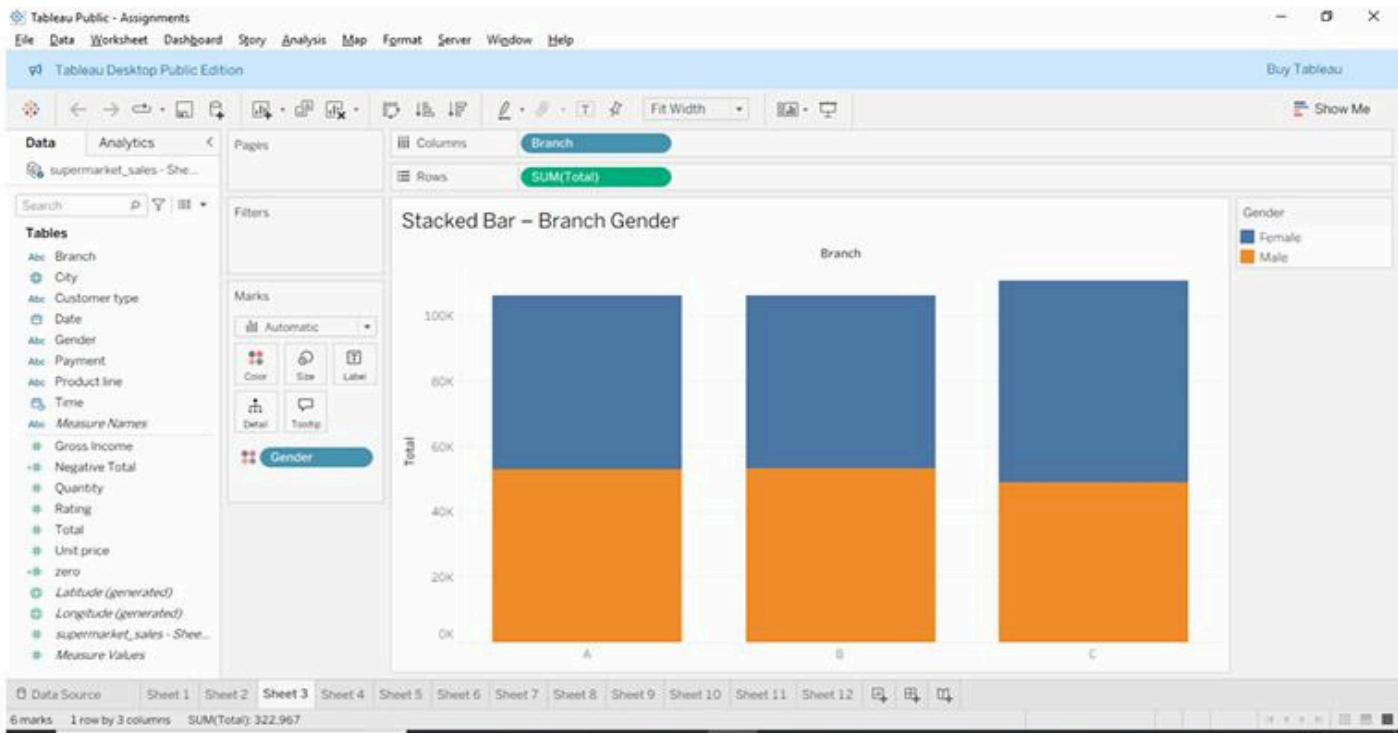 Tableau Public - Assignments
File Data Worksheet Dashboard Story Analysis Map Format Server Window Help
Tableau Desktop Public Edition
Buy Tableau
Fit Width
Show Me
Data
Analytics
Pages
Columns
Branch
supermarket_sales - She...
Rows
SUM(Total)
Search
Filters
Tables
Abc Branch
City
Abc Customer type
Date
Abc Gender
Abc Payment
Abc Product line
Time
Abc Measure Names
# Gross Income
=# Negative Total
# Quantity
# Rating
# Total
# Unit price
=# zero
Latitude (generated)
Longitude (generated)
# supermarket_sales - Shee...
# Measure Values
Marks
Automatic
Color
Size
Label
Detail
Tooltip
Gender
Stacked Bar – Branch Gender
Branch
Total
100K
80K
60K
40K
20K
0K
A
B
C
Gender
Female
Male
Data Source
Sheet 1
Sheet 2
Sheet 3
Sheet 4
Sheet 5
Sheet 6
Sheet 7
Sheet 8
Sheet 9
Sheet 10
Sheet 11
Sheet 12
6 marks
1 row by 3 columns
SUM(Total): 322,967